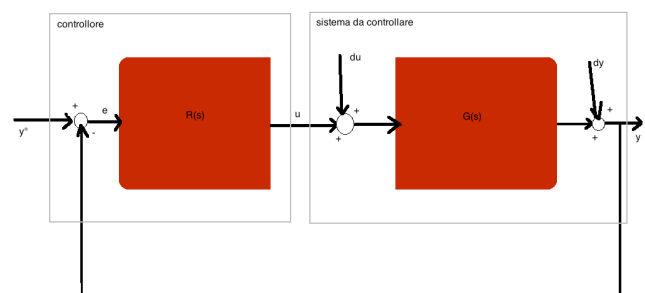 controllore
sistema da controllare
du
dy
+
e
R(s)
u
+
G(s)
+
y°
-
+
+
y